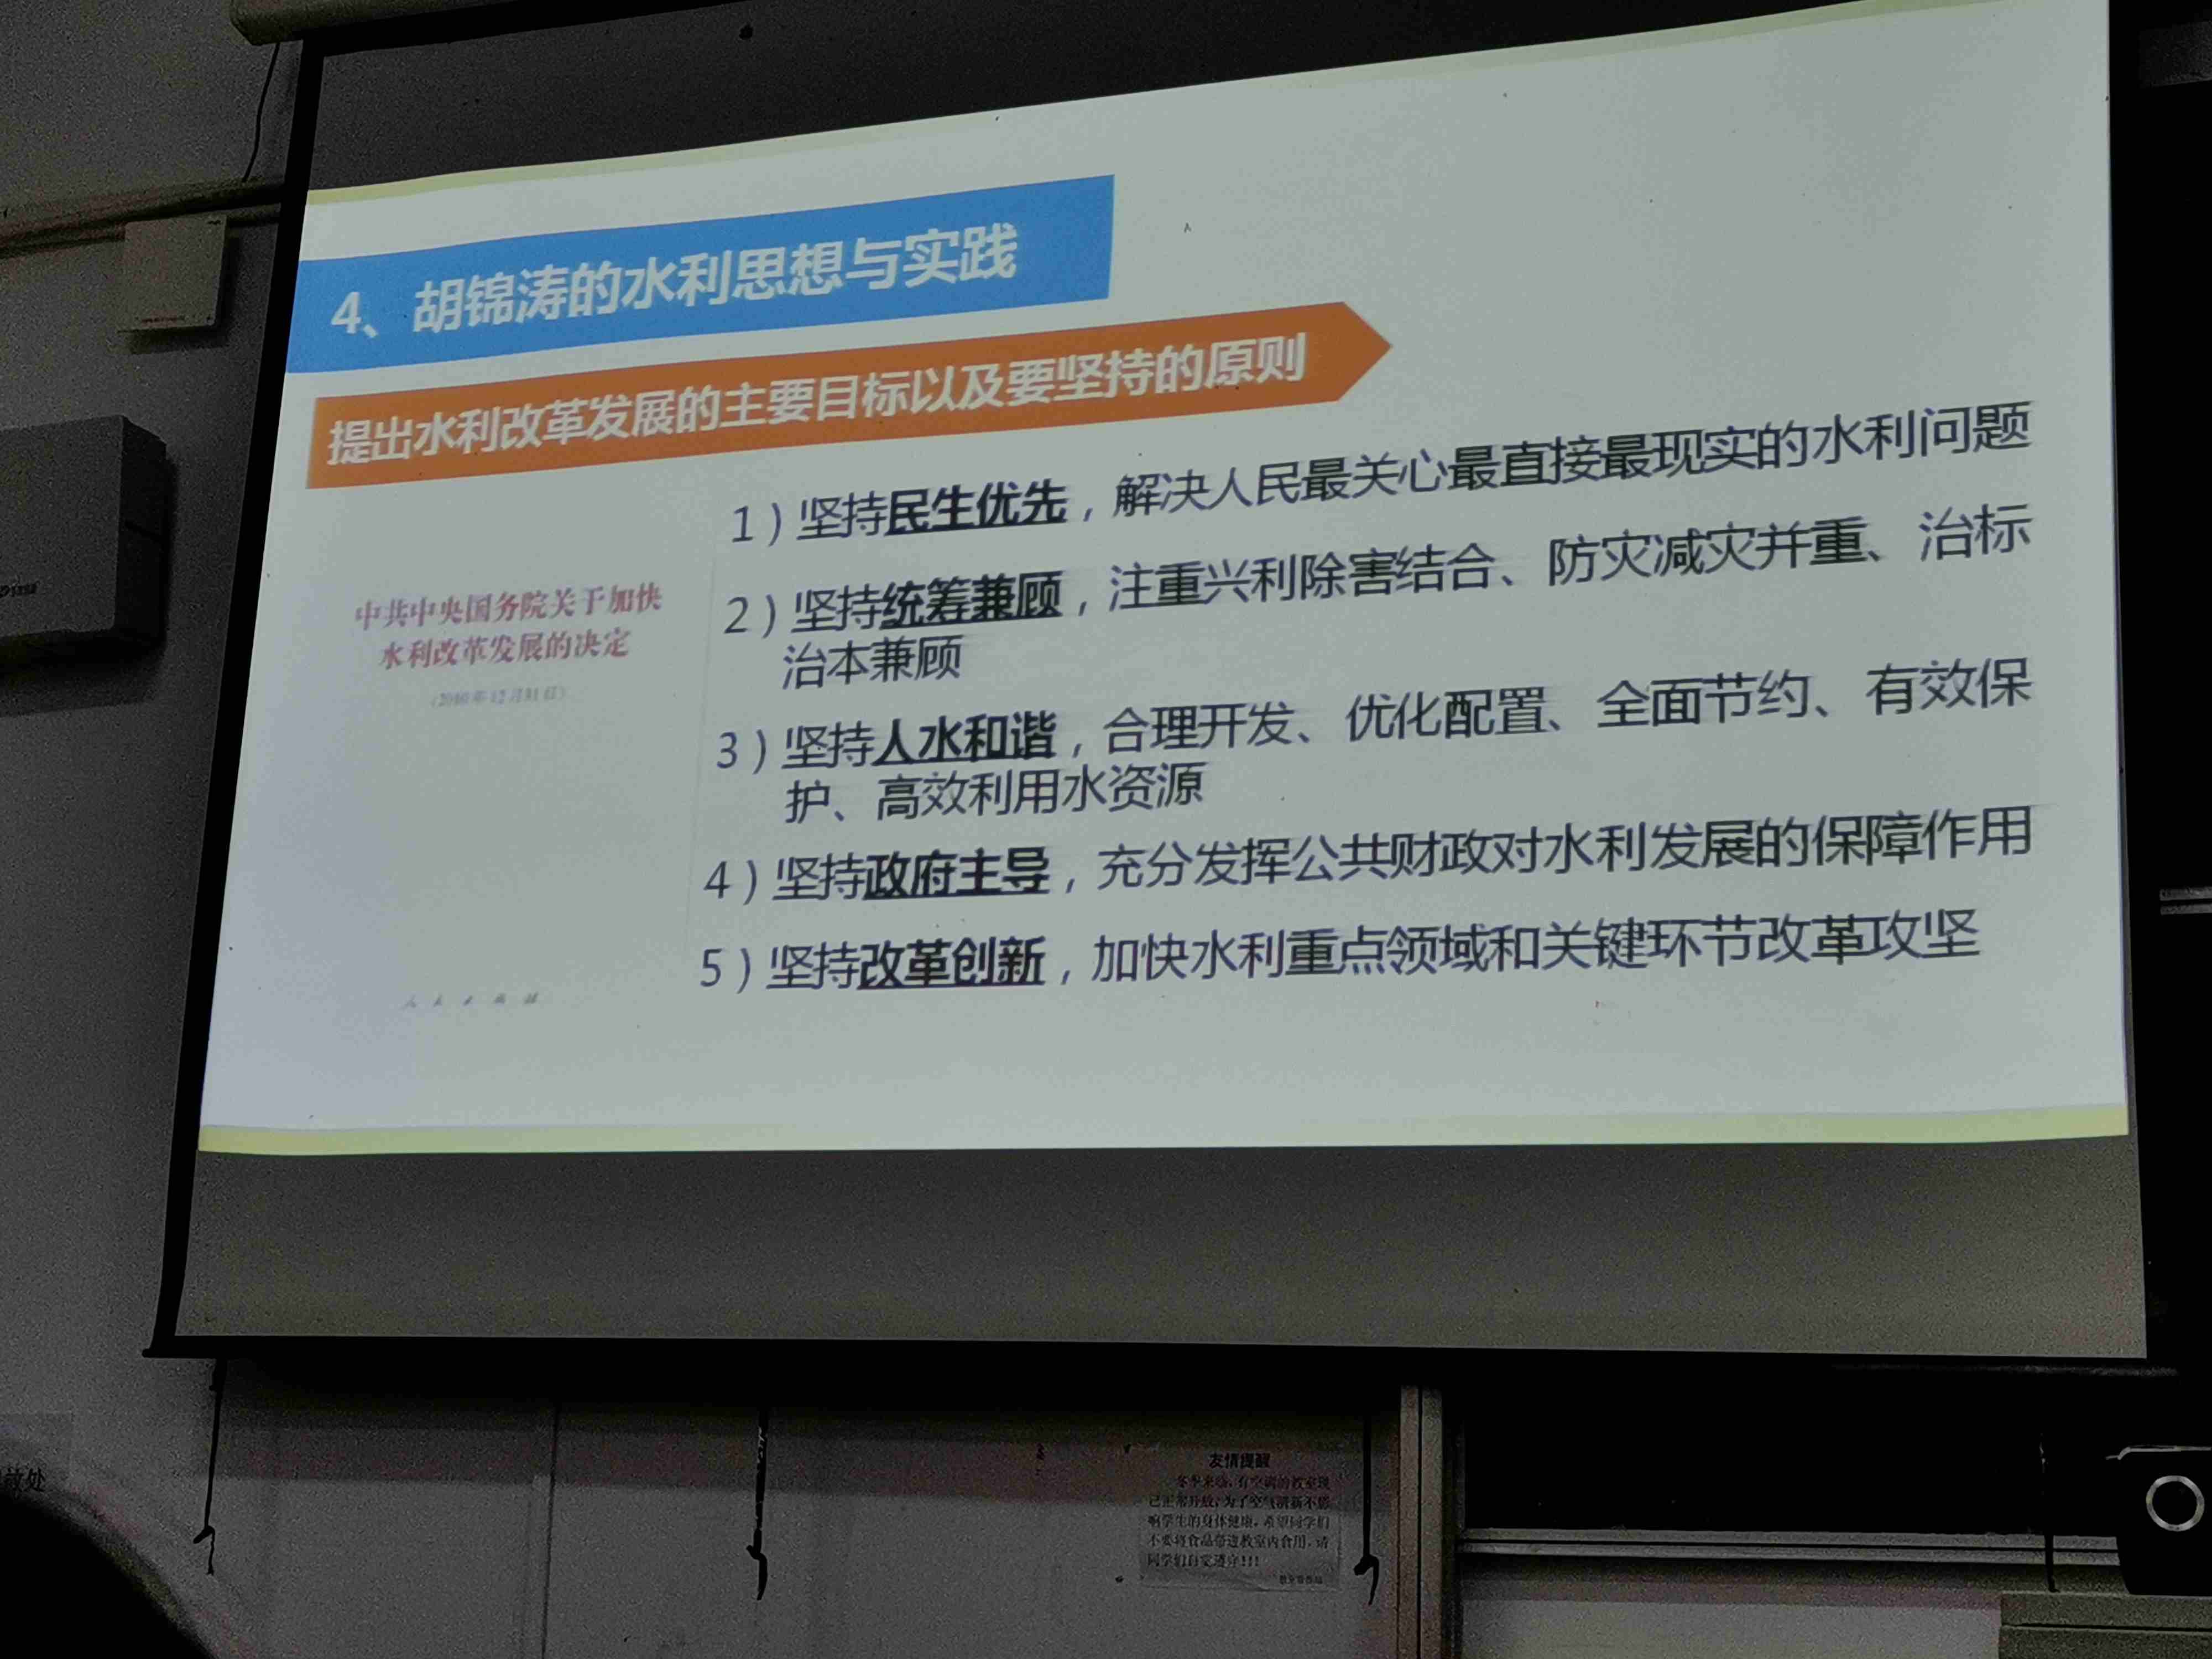 4、胡锦涛的水利思想与实践
提出水利改革发展的主要目标以及要坚持的原则
中共中央国务院关于加快
水利改革发展的决定
（2010年12月31日）
人民出版社
1）坚持民生优先，解决人民最关心最直接最现实的水利问题
2）坚持统筹兼顾，注重兴利除害结合、防灾减灾并重、治标
治本兼顾
3）坚持人水和谐，合理开发、优化配置、全面节约、有效保
护、高效利用水资源
4）坚持政府主导，充分发挥公共财政对水利发展的保障作用
5）坚持改革创新，加快水利重点领域和关键环节改革攻坚
友情提醒
冬季来临，有空调的教室现
已正常开放，为了空气清新不影
响学生的身体健康，希望同学们
不要将食品带进教室内食用，请
同学们自觉遵守!!!